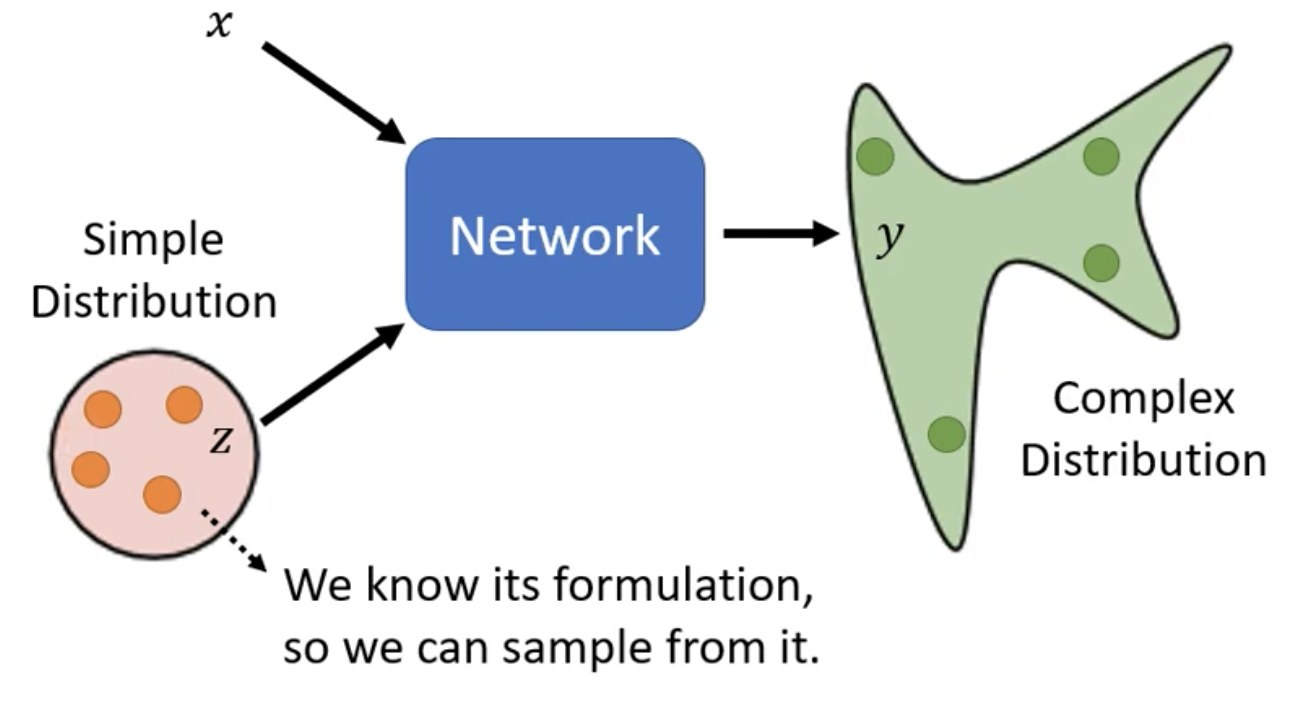 x
Network
Simple
Distribution
y
z
Complex
Distribution
We know its formulation,
so we can sample from it.